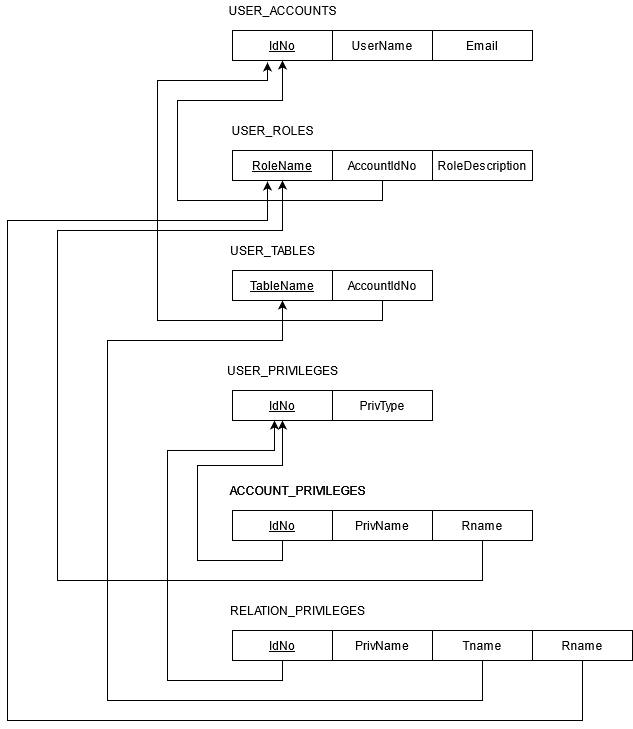 USER_ACCOUNTS
IdNo UserName Email
USER_ROLES
RoleName AccountIdNo RoleDescription
USER_TABLES
TableName AccountIdNo
USER_PRIVILEGES
IdNo PrivType
ACCOUNT_PRIVILEGES
IdNo PrivName Rname
RELATION_PRIVILEGES
IdNo PrivName Tname Rname